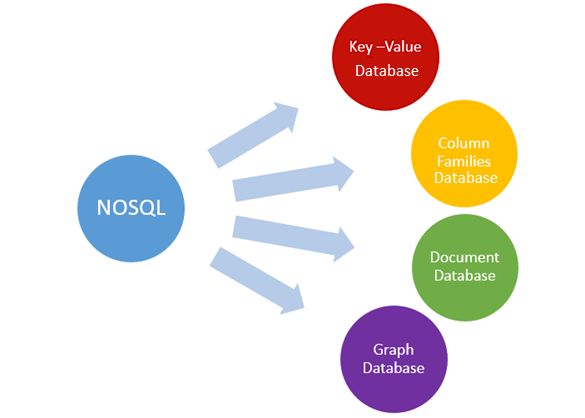 NOSQL
Key –Value
Database
Column
Families
Database
Document
Database
Graph
Database